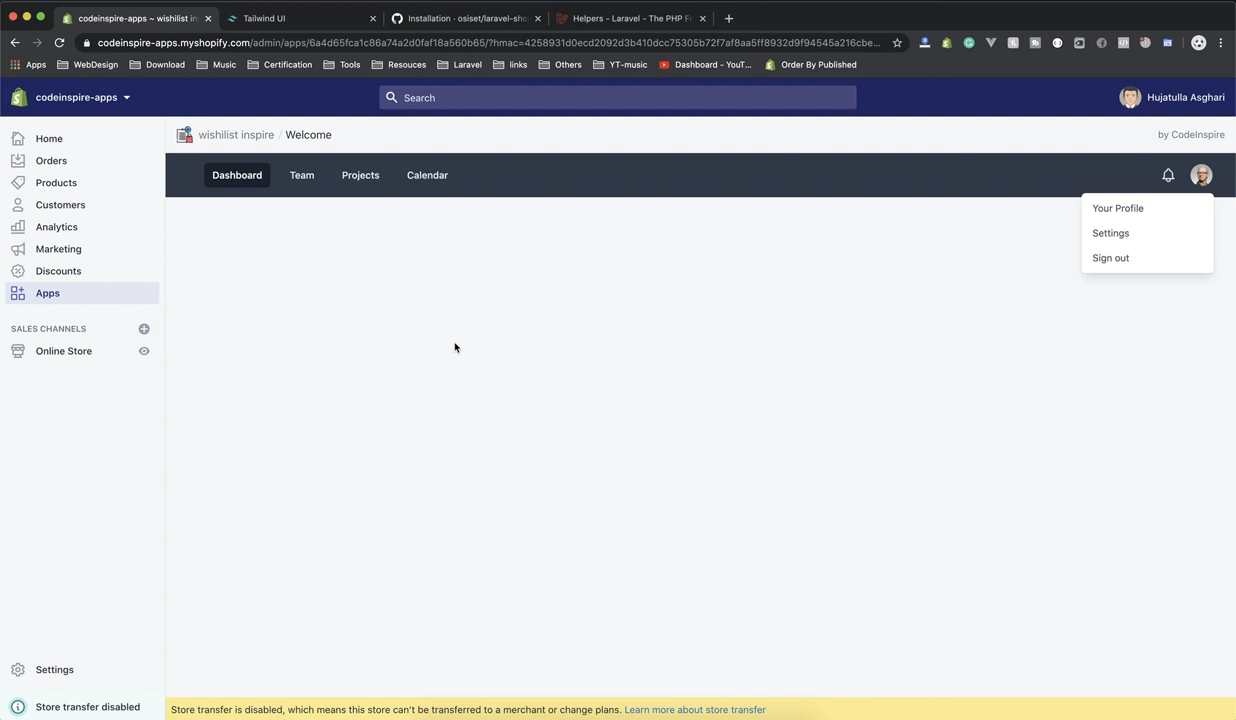 codeinspire-apps ~ wishlist in
Tailwind UI
Installation · osiset/laravel-sho
Helpers - Laravel - The PHP Fr
codeinspire-apps.myshopify.com/admin/apps/6a4d65fca1c86a74a2d0faf18a560b65/?hmac=4258931d0ecd2092d3b410dcc75305b72f7af8aa5ff8932d9f94545a216cbe...
Apps
WebDesign
Download
Music
Certification
Tools
Resouces
Laravel
links
Others
YT-music
Dashboard - YouT...
Order By Published
codeinspire-apps
Search
Hujatulla Asghari
Home
Orders
Products
Customers
Analytics
Marketing
Discounts
Apps
SALES CHANNELS
Online Store
Settings
Store transfer disabled
wishilist inspire / Welcome
by CodeInspire
Dashboard
Team
Projects
Calendar
Your Profile
Settings
Sign out
Store transfer is disabled, which means this store can't be transferred to a merchant or change plans. Learn more about store transfer